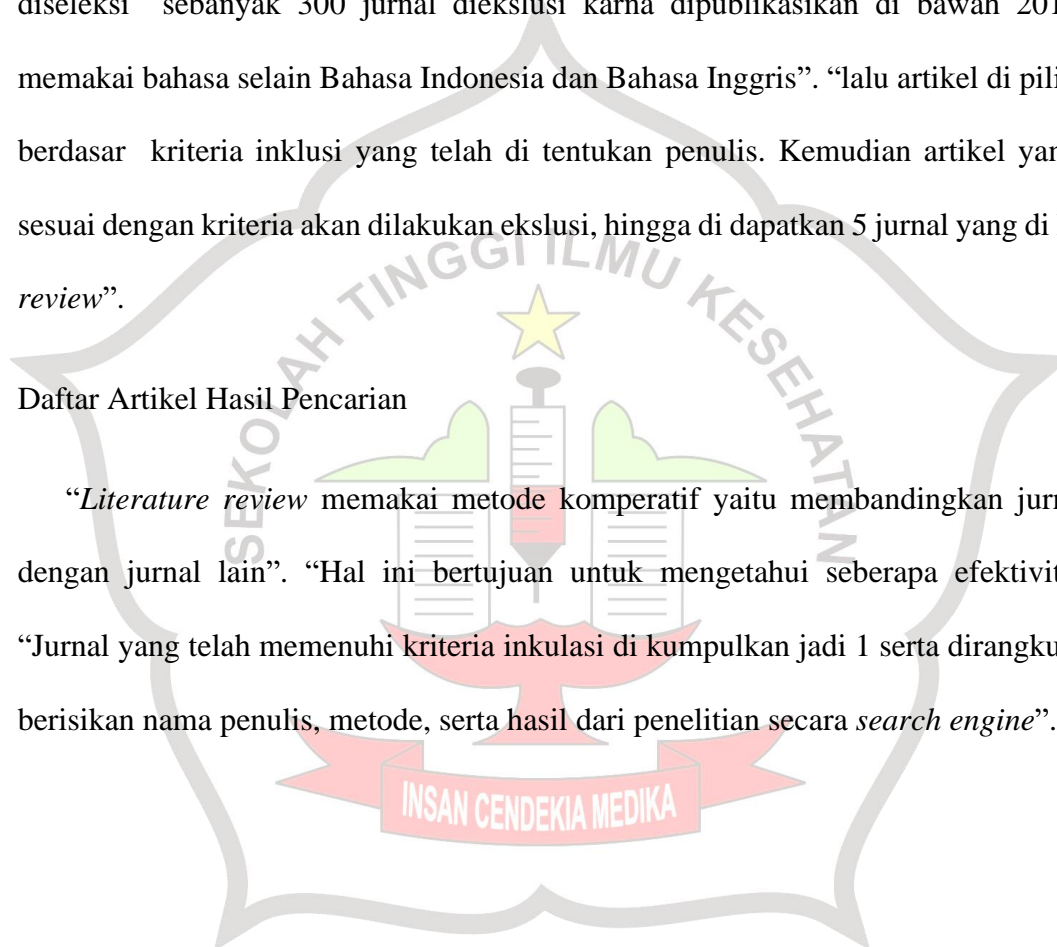 diseleksi sebanyak 300 jurnal diekslusi karna dipublikasikan di bawah 201
memakai bahasa selain Bahasa Indonesia dan Bahasa Inggris”. “lalu artikel di pili
berdasar kriteria inklusi yang telah di tentukan penulis. Kemudian artikel yan
sesuai dengan kriteria akan dilakukan ekslusi, hingga di dapatkan 5 jurnal yang di
review”.
SEKOLAH TINGGI ILMU KESEHATAN
Daftar Artikel Hasil Pencarian
“Literature review memakai metode komperatif yaitu membandingkan jur
dengan jurnal lain”. “Hal ini bertujuan untuk mengetahui seberapa efektivit
“Jurnal yang telah memenuhi kriteria inkulasi di kumpulkan jadi 1 serta dirangku
berisikan nama penulis, metode, serta hasil dari penelitian secara search engine”.
INSAN CENDEKIA MEDIKA